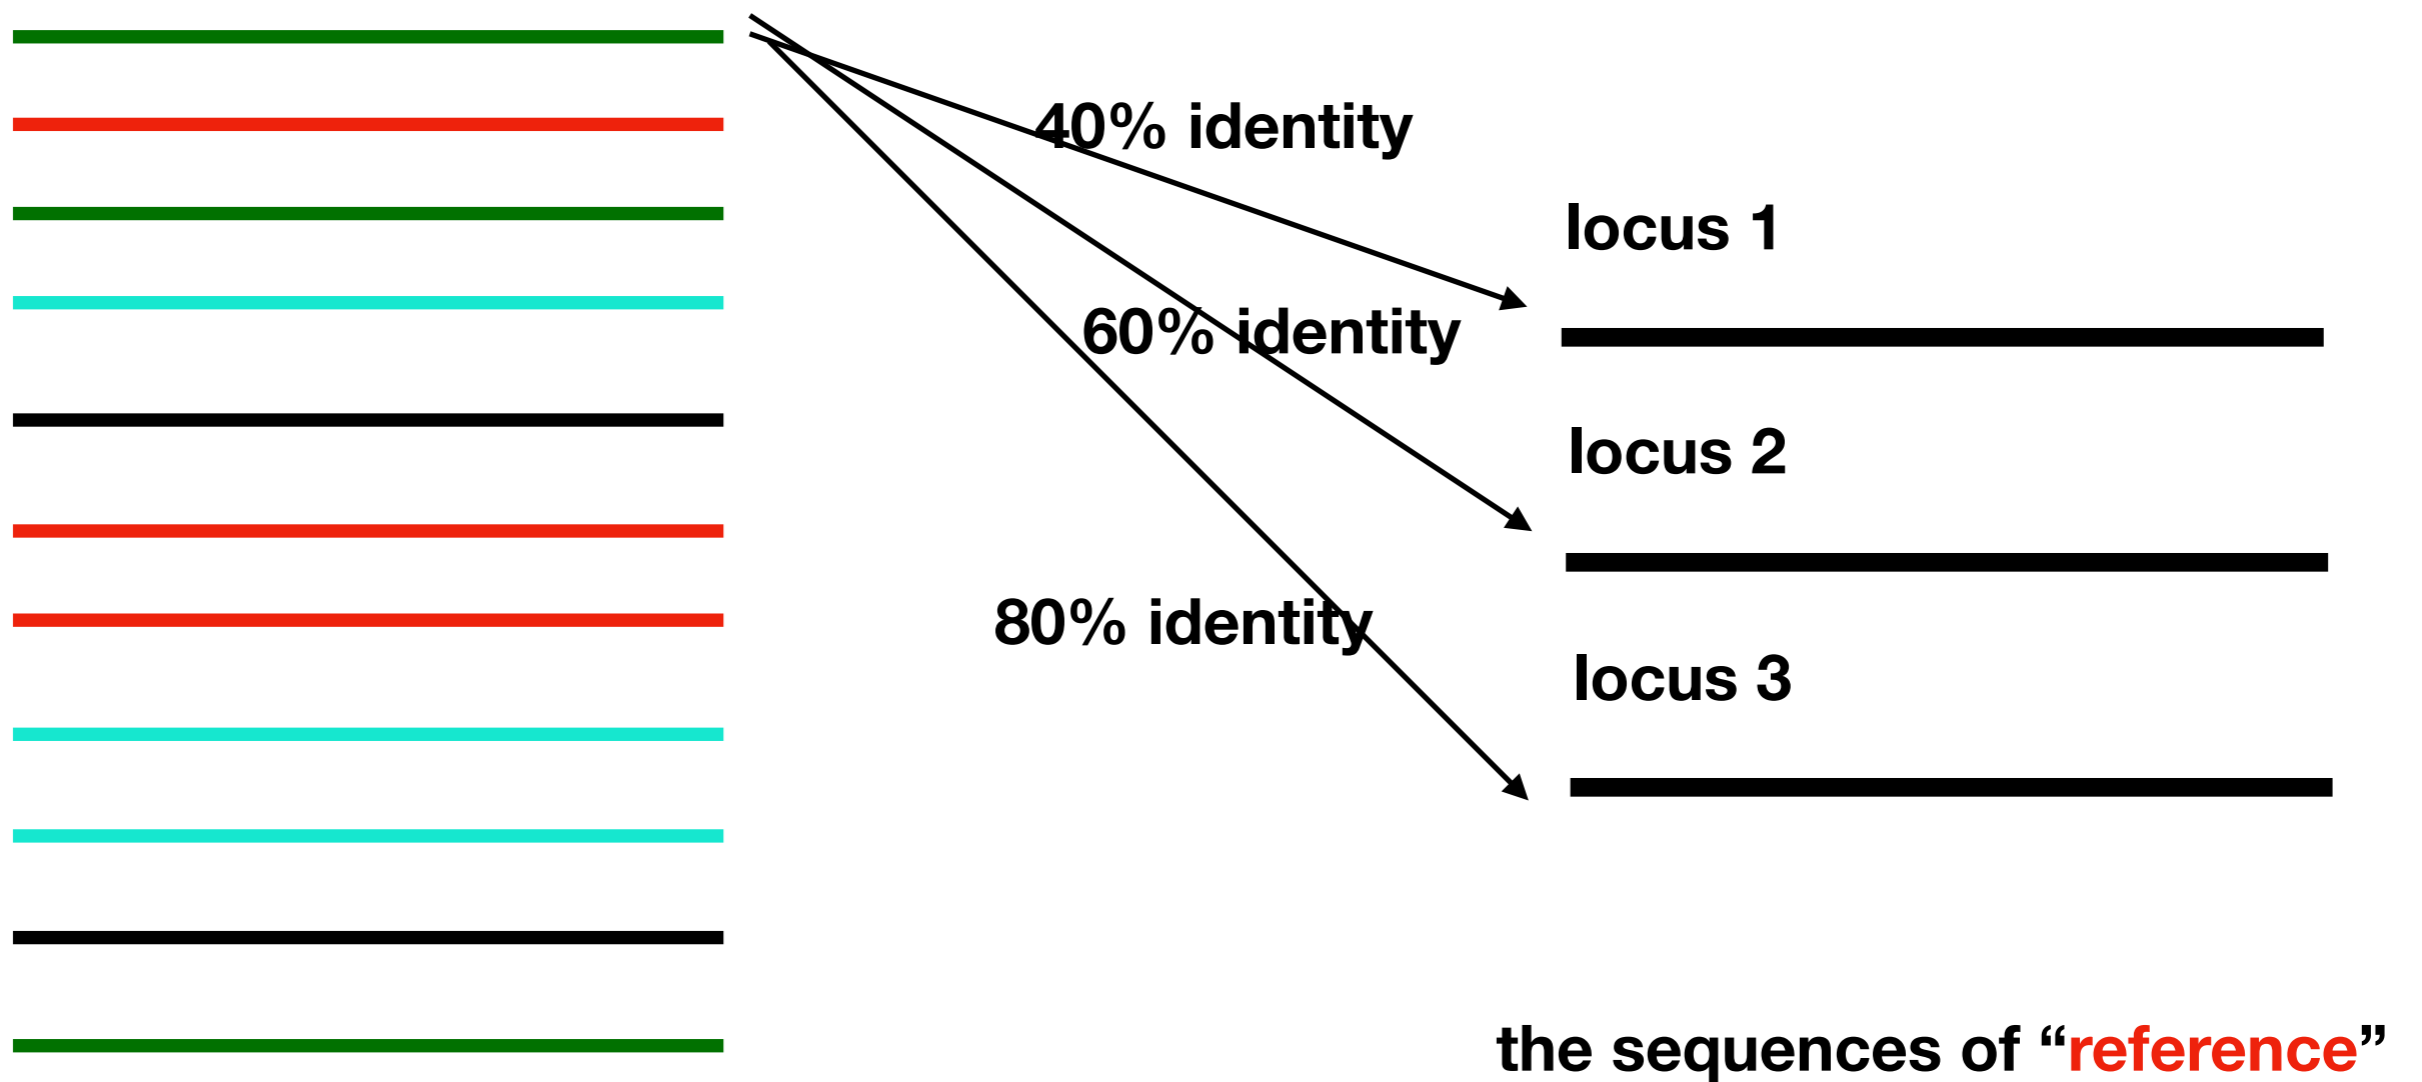 40% identity
locus 1
60% identity
locus 2
80% identity
locus 3
the sequences of “reference”